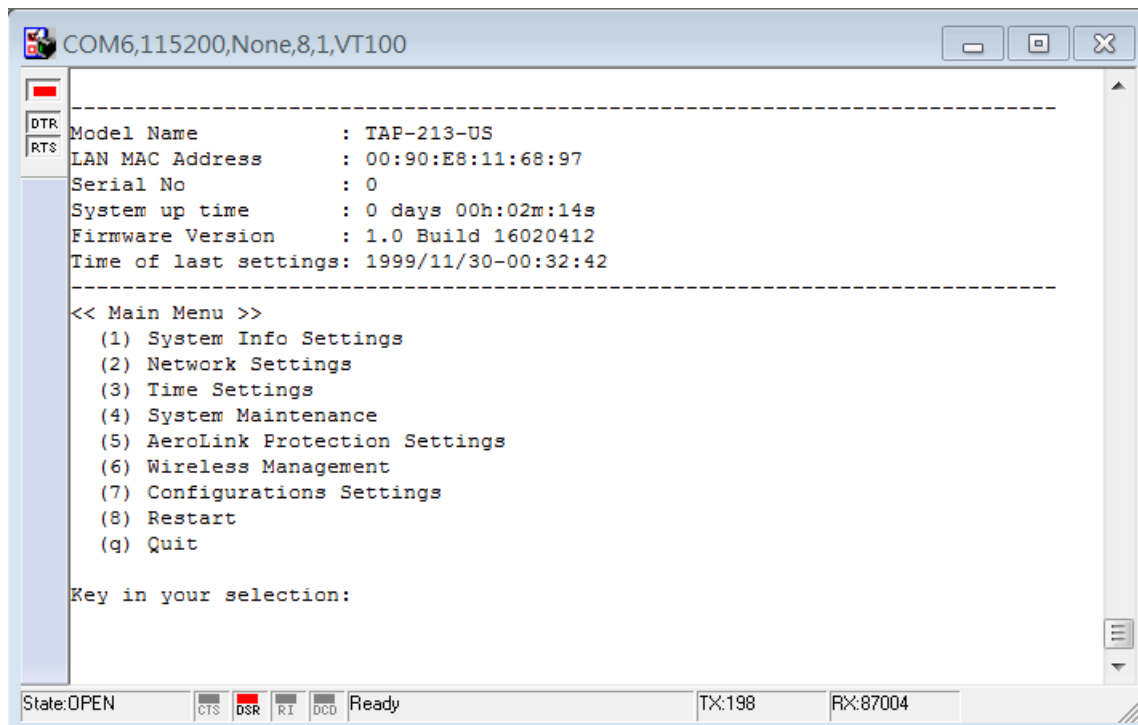 COM6,115200,None,8,1,VT100
DTR
RTS
-----------------------------------------------------------------------------
Model Name           : TAP-213-US
LAN MAC Address      : 00:90:E8:11:68:97
Serial No            : 0
System up time       : 0 days 00h:02m:14s
Firmware Version     : 1.0 Build 16020412
Time of last settings: 1999/11/30-00:32:42
-----------------------------------------------------------------------------
<< Main Menu >>
  (1) System Info Settings
  (2) Network Settings
  (3) Time Settings
  (4) System Maintenance
  (5) AeroLink Protection Settings
  (6) Wireless Management
  (7) Configurations Settings
  (8) Restart
  (q) Quit
Key in your selection:
State:OPEN CTS DSR RI DCD Ready TX:198 RX:87004